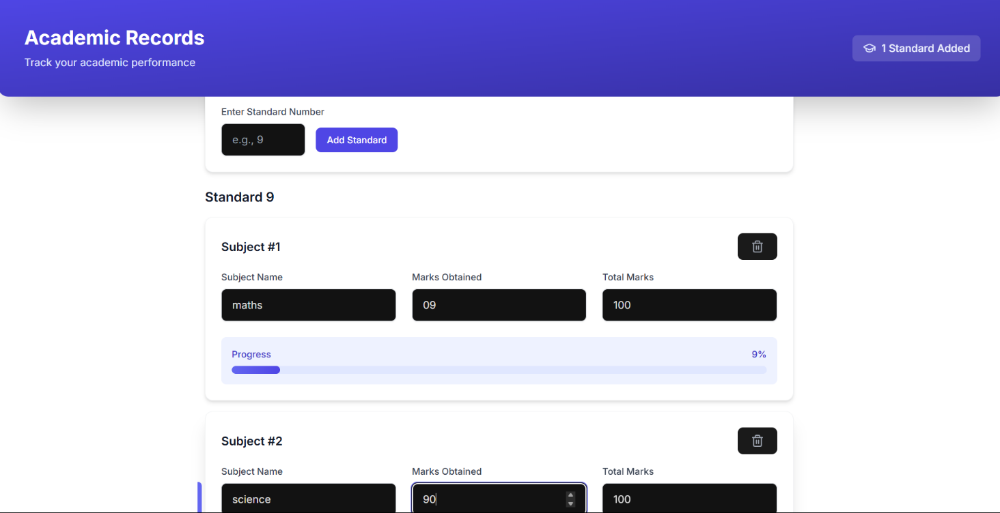 Academic Records
Track your academic performance
1 Standard Added
Enter Standard Number
e.g., 9
Add Standard
Standard 9
Subject #1
Subject Name
Marks Obtained
Total Marks
maths
09
100
Progress
9%
Subject #2
Subject Name
Marks Obtained
Total Marks
science
90
100